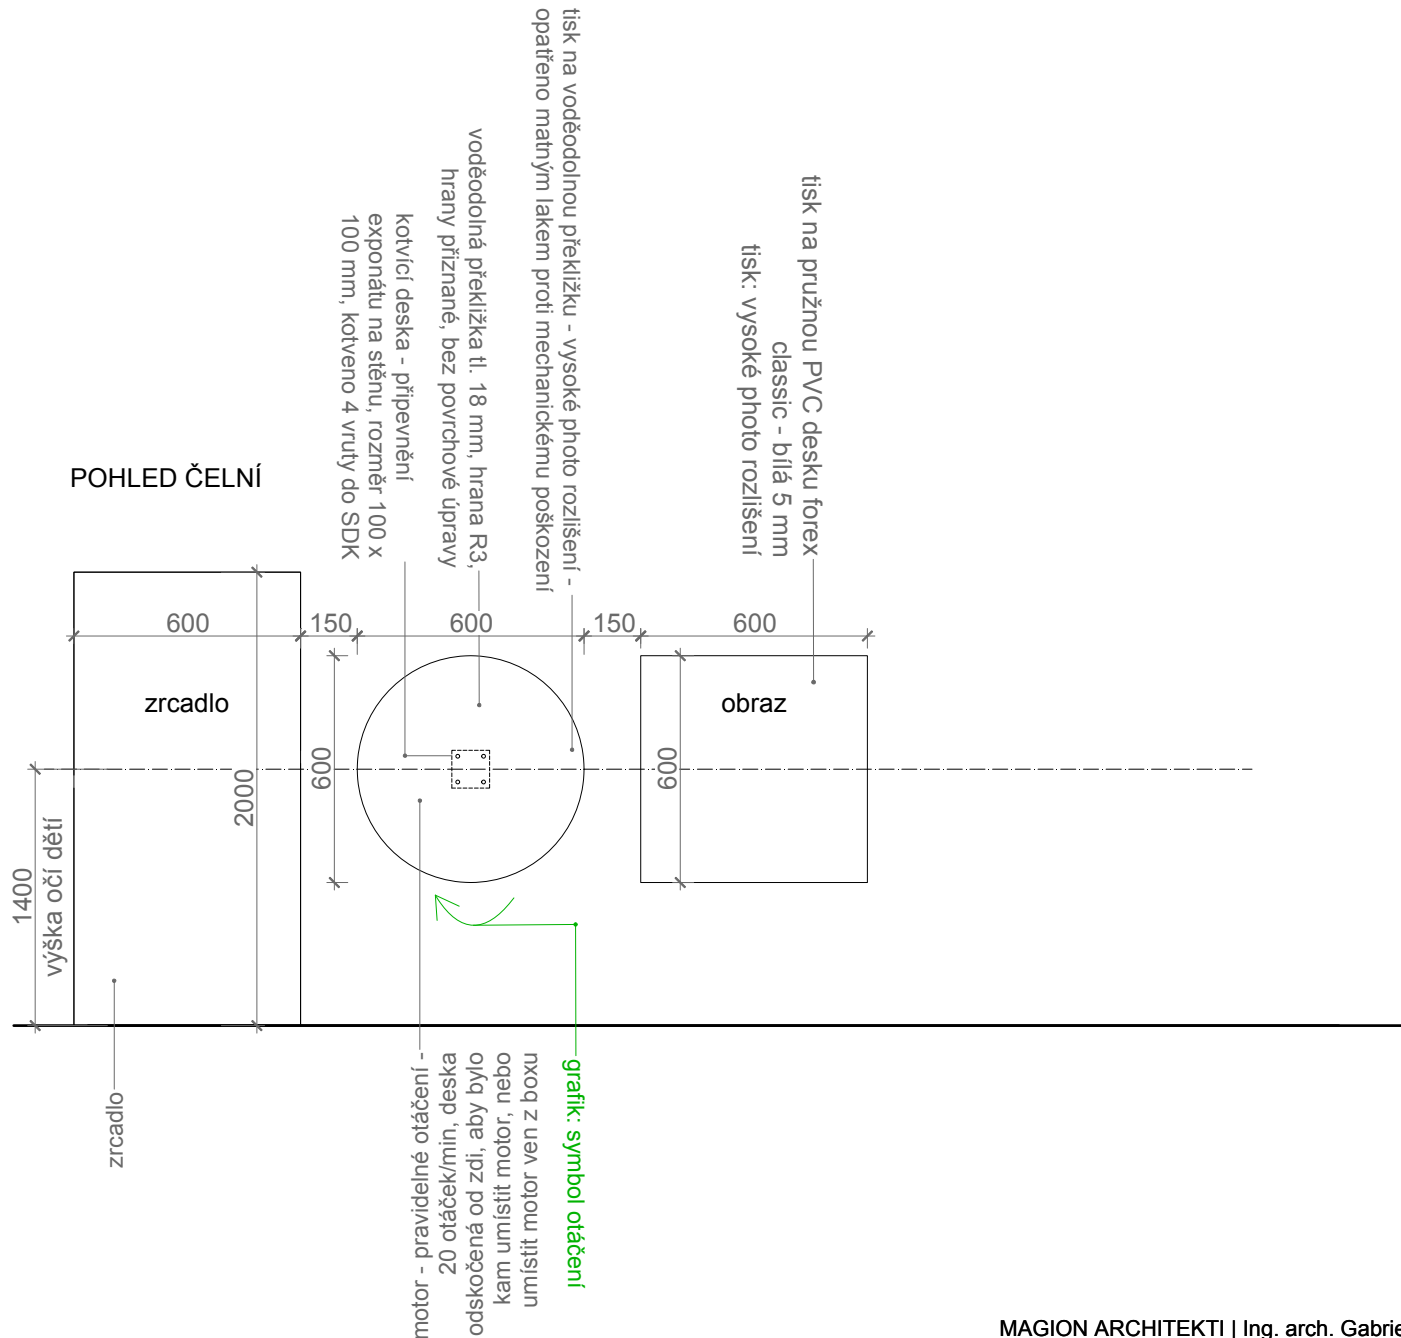 tisk na voděodolnou překližku - vysoké photo rozlišení -
opatřeno matným lakem proti mechanickému poškození
voděodolná překližka tl. 18 mm, hrana R3,
hrany přiznané, bez povrchové úpravy
kotvící deska - připevnění
exponátu na stěnu, rozměr 100 x
100 mm, kotveno 4 vruty do SDK
tisk na pružnou PVC desku forex
classic - bílá 5 mm
tisk: vysoké photo rozlišení
POHLED ČELNÍ
600
150
600
150
600
zrcadlo
obraz
2000
600
600
1400
výška očí dětí
zrcadlo
motor - pravidelné otáčení -
20 otáček/min, deska
odskočená od zdi, aby bylo
kam umístit motor, nebo
umístit motor ven z boxu
grafik: symbol otáčení
MAGION ARCHITEKTI | Ing. arch. Gabrie